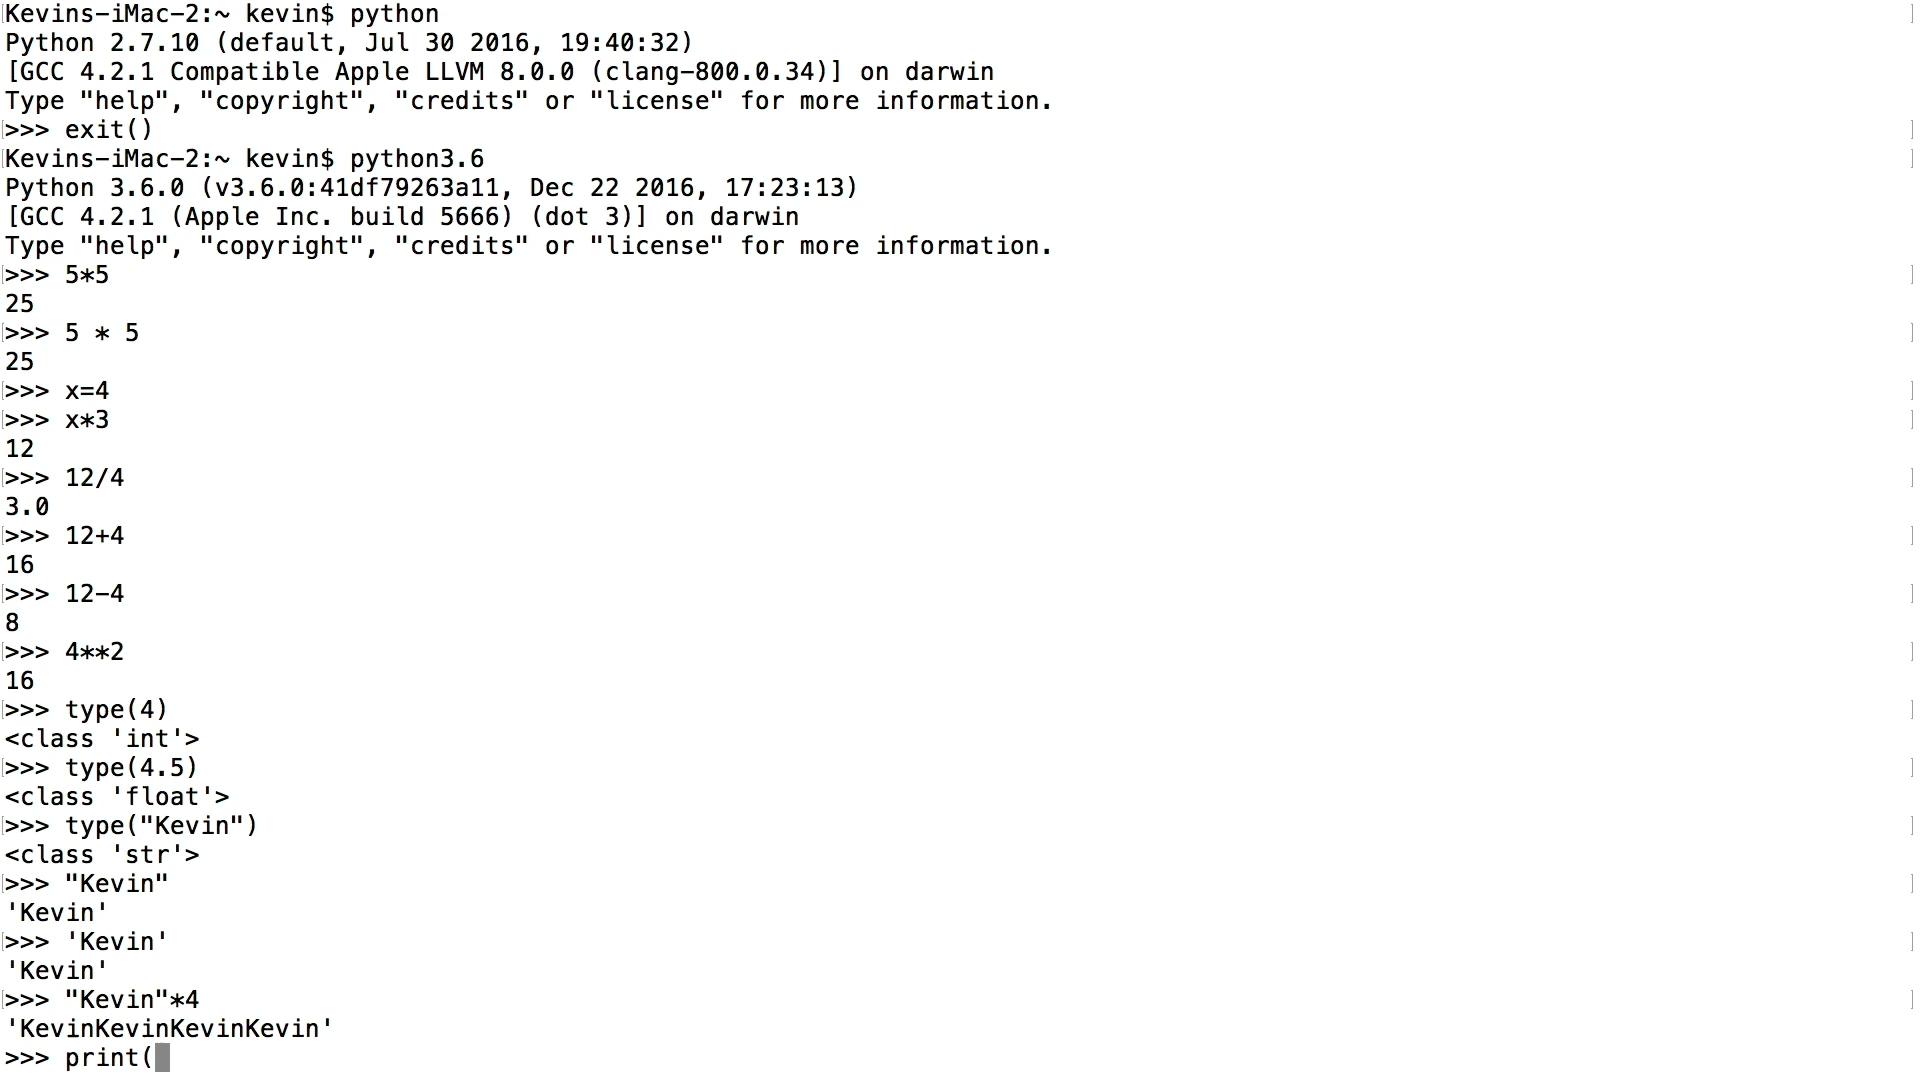 Kevins-iMac-2:~ kevin$ python
Python 2.7.10 (default, Jul 30 2016, 19:40:32)
[GCC 4.2.1 Compatible Apple LLVM 8.0.0 (clang-800.0.34)] on darwin
Type "help", "copyright", "credits" or "license" for more information.
>>> exit()
Kevins-iMac-2:~ kevin$ python3.6
Python 3.6.0 (v3.6.0:41df79263a11, Dec 22 2016, 17:23:13)
[GCC 4.2.1 (Apple Inc. build 5666) (dot 3)] on darwin
Type "help", "copyright", "credits" or "license" for more information.
>>> 5*5
25
>>> 5 * 5
25
>>> x=4
>>> x*3
12
>>> 12/4
3.0
>>> 12+4
16
>>> 12-4
8
>>> 4**2
16
>>> type(4)
<class 'int'>
>>> type(4.5)
<class 'float'>
>>> type("Kevin")
<class 'str'>
>>> "Kevin"
'Kevin'
>>> 'Kevin'
'Kevin'
>>> "Kevin"*4
'KevinKevinKevinKevin'
>>> print(